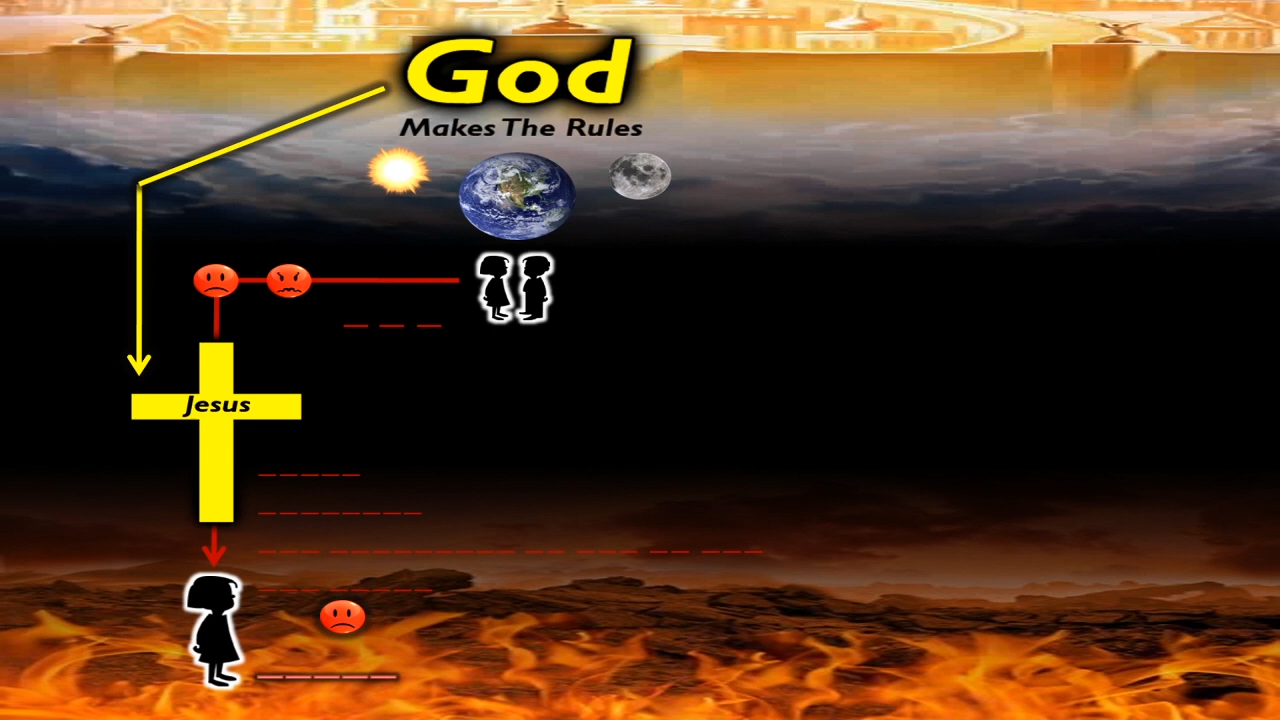 God
Makes The Rules
_ _ _
Jesus
_ _ _ _ _
_ _ _ _ _ _ _ _
_ _ _ _ _ _ _ _ _ _ _ _ _ _ _ _ _ _ _ _ _ _ _
_ _ _ _ _ _ _ _
_ _ _ _ _